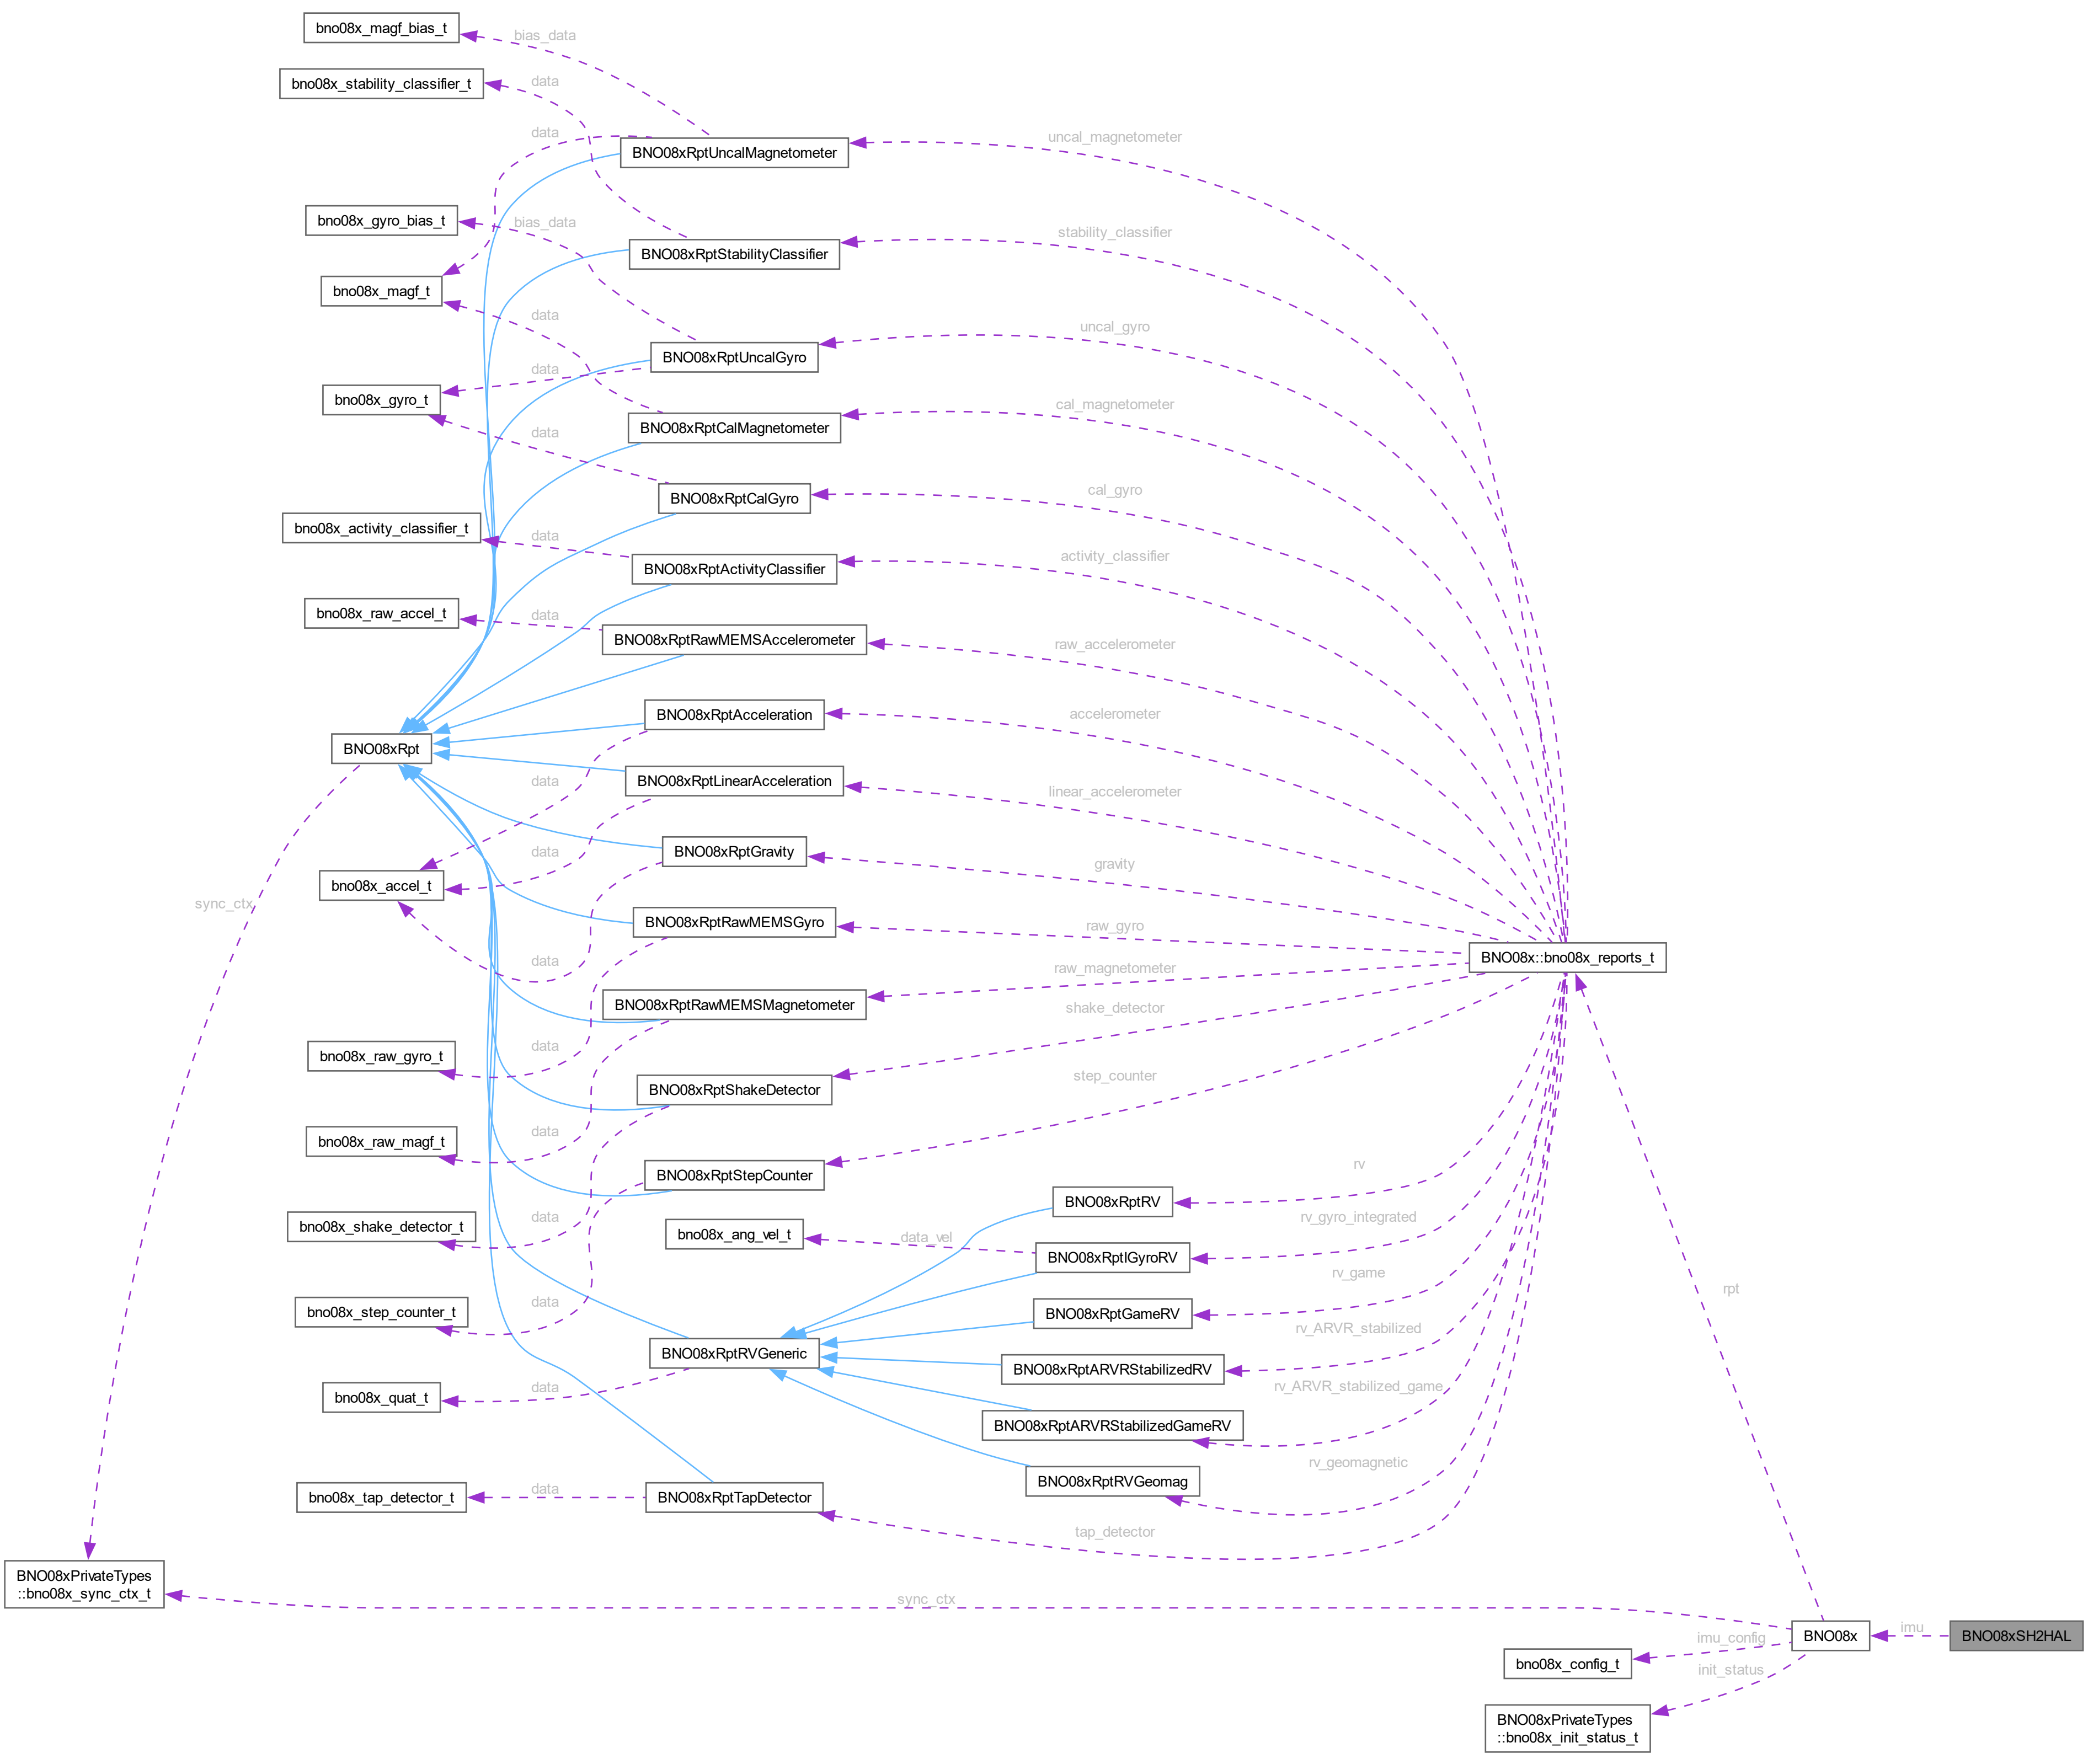 bno08x_magf_bias_t
bias_data
bno08x_stability_classifier_t
data
data
uncal_magnetometer
BNO08xRptUncalMagnetometer
bno08x_gyro_bias_t
bias_data
stability_classifier
BNO08xRptStabilityClassifier
bno08x_magf_t
data
uncal_gyro
BNO08xRptUncalGyro
data
bno08x_gyro_t
cal_magnetometer
BNO08xRptCalMagnetometer
data
cal_gyro
BNO08xRptCalGyro
bno08x_activity_classifier_t
data
activity_classifier
BNO08xRptActivityClassifier
bno08x_raw_accel_t
data
BNO08xRptRawMEMSAccelerometer
raw_accelerometer
BNO08xRptAcceleration
accelerometer
BNO08xRpt
data
BNO08xRptLinearAcceleration
linear_accelerometer
data
BNO08xRptGravity
gravity
bno08x_accel_t
sync_ctx
BNO08xRptRawMEMSGyro
raw_gyro
data
BNO08x::bno08x_reports_t
raw_magnetometer
BNO08xRptRawMEMSMagnetometer
shake_detector
bno08x_raw_gyro_t
data
BNO08xRptShakeDetector
step_counter
bno08x_raw_magf_t
data
BNO08xRptStepCounter
rv
BNO08xRptRV
bno08x_shake_detector_t
data
bno08x_ang_vel_t
data_vel
rv_gyro_integrated
BNO08xRptIGyroRV
rv_game
rpt
bno08x_step_counter_t
data
BNO08xRptGameRV
rv_ARVR_stabilized
BNO08xRptRVGeneric
BNO08xRptARVRStabilizedRV
bno08x_quat_t
data
rv_ARVR_stabilized_game
BNO08xRptARVRStabilizedGameRV
rv_geomagnetic
BNO08xRptRVGeomag
bno08x_tap_detector_t
data
BNO08xRptTapDetector
tap_detector
BNO08xPrivateTypes
::bno08x_sync_ctx_t
sync_ctx
BNO08x
imu
BNO08xSH2HAL
imu_config
bno08x_config_t
init_status
BNO08xPrivateTypes
::bno08x_init_status_t